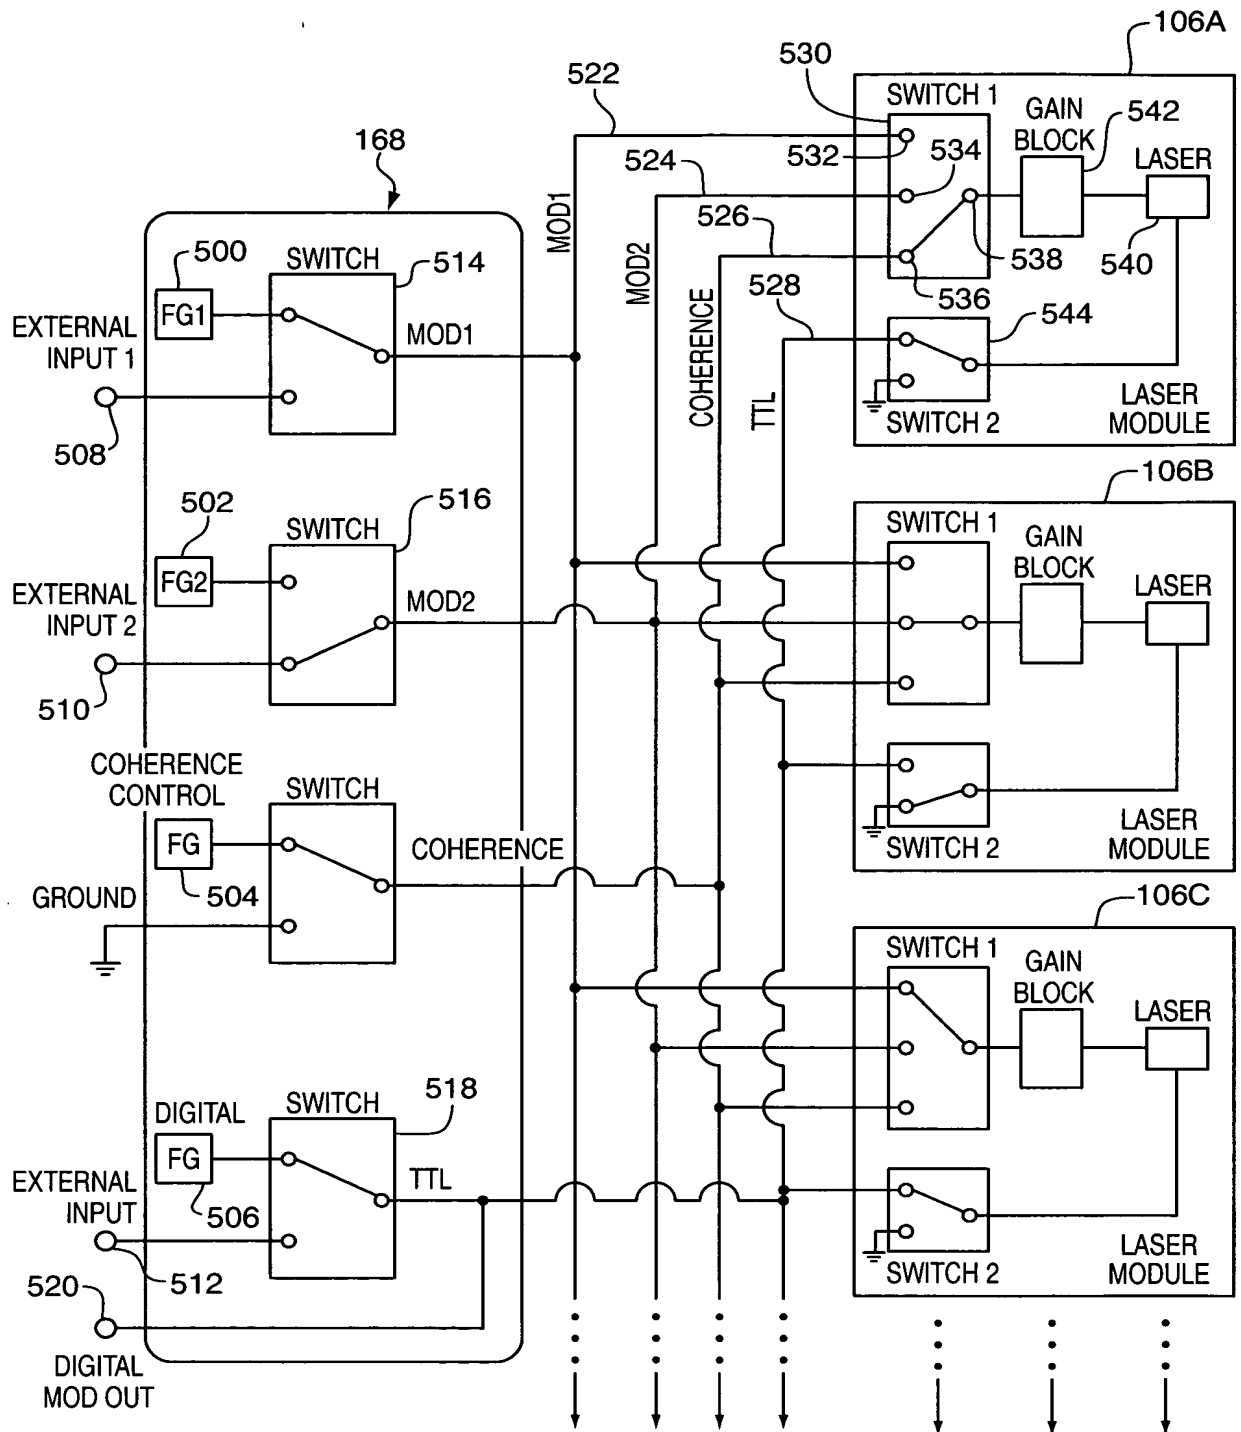 106A
530
522
SWITCH 1
GAIN
BLOCK
542
168
524
532
534
LASER
MOD1
526
MOD2
500
SWITCH
514
538
540
528
536
FG1
544
EXTERNAL
INPUT 1
MOD1
COHERENCE
TTL
LASER
MODULE
SWITCH 2
508
106B
502
516
SWITCH
SWITCH 1
GAIN
BLOCK
FG2
LASER
EXTERNAL
INPUT 2
MOD2
510
COHERENCE
CONTROL
SWITCH
LASER
MODULE
SWITCH 2
FG
COHERENCE
GROUND
504
106C
SWITCH 1
GAIN
BLOCK
LASER
518
DIGITAL
SWITCH
FG
TTL
EXTERNAL
INPUT
506
LASER
MODULE
SWITCH 2
512
520
DIGITAL
MOD OUT